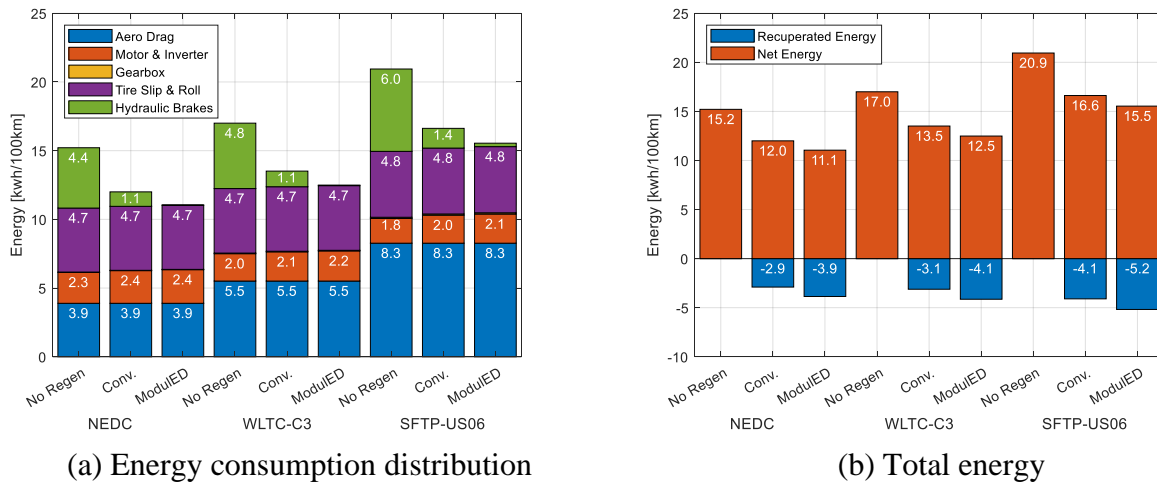 25
20
15
10
5
0
Energy [kwh/100km]
Aero Drag
Motor & Inverter
Gearbox
Tire Slip & Roll
Hydraulic Brakes
4.4
4.7
2.3
3.9
1.1
4.7
2.4
3.9
4.7
2.4
3.9
4.8
4.7
2.0
5.5
1.1
4.7
2.1
5.5
4.7
2.2
5.5
6.0
4.8
1.8
8.3
1.4
4.8
2.0
8.3
4.8
2.1
8.3
No Regen
Conv.
ModulED
No Regen
Conv.
ModulED
No Regen
Conv.
ModulED
NEDC
WLTC-C3
SFTP-US06
(a) Energy consumption distribution
25
20
15
10
5
0
-5
-10
Energy [kwh/100km]
Recuperated Energy
Net Energy
15.2
12.0
11.1
17.0
13.5
12.5
20.9
16.6
15.5
-2.9
-3.9
-3.1
-4.1
-4.1
-5.2
No Regen
Conv.
ModulED
No Regen
Conv.
ModulED
No Regen
Conv.
ModulED
NEDC
WLTC-C3
SFTP-US06
(b) Total energy